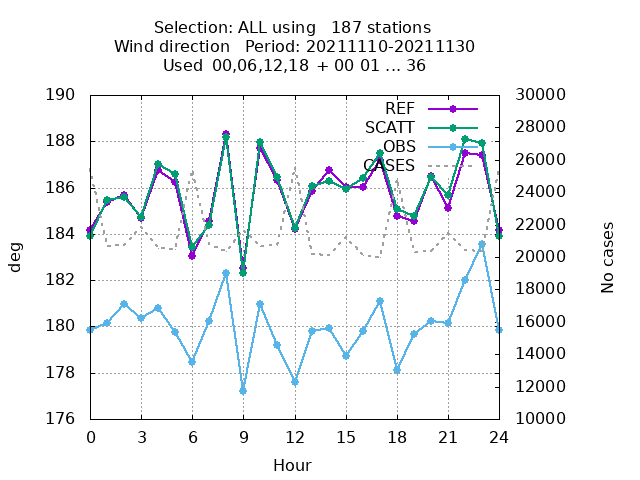 Selection: ALL using 187 stations
Wind direction Period: 20211110-20211130
Used 00,06,12,18 + 00 01 ... 36
190
188
186
184
182
180
178
176
30000
28000
26000
24000
22000
20000
18000
16000
14000
12000
10000
REF
SCATT
OBS
CASES
deg
No cases
0 3 6 9 12 15 18 21 24
Hour